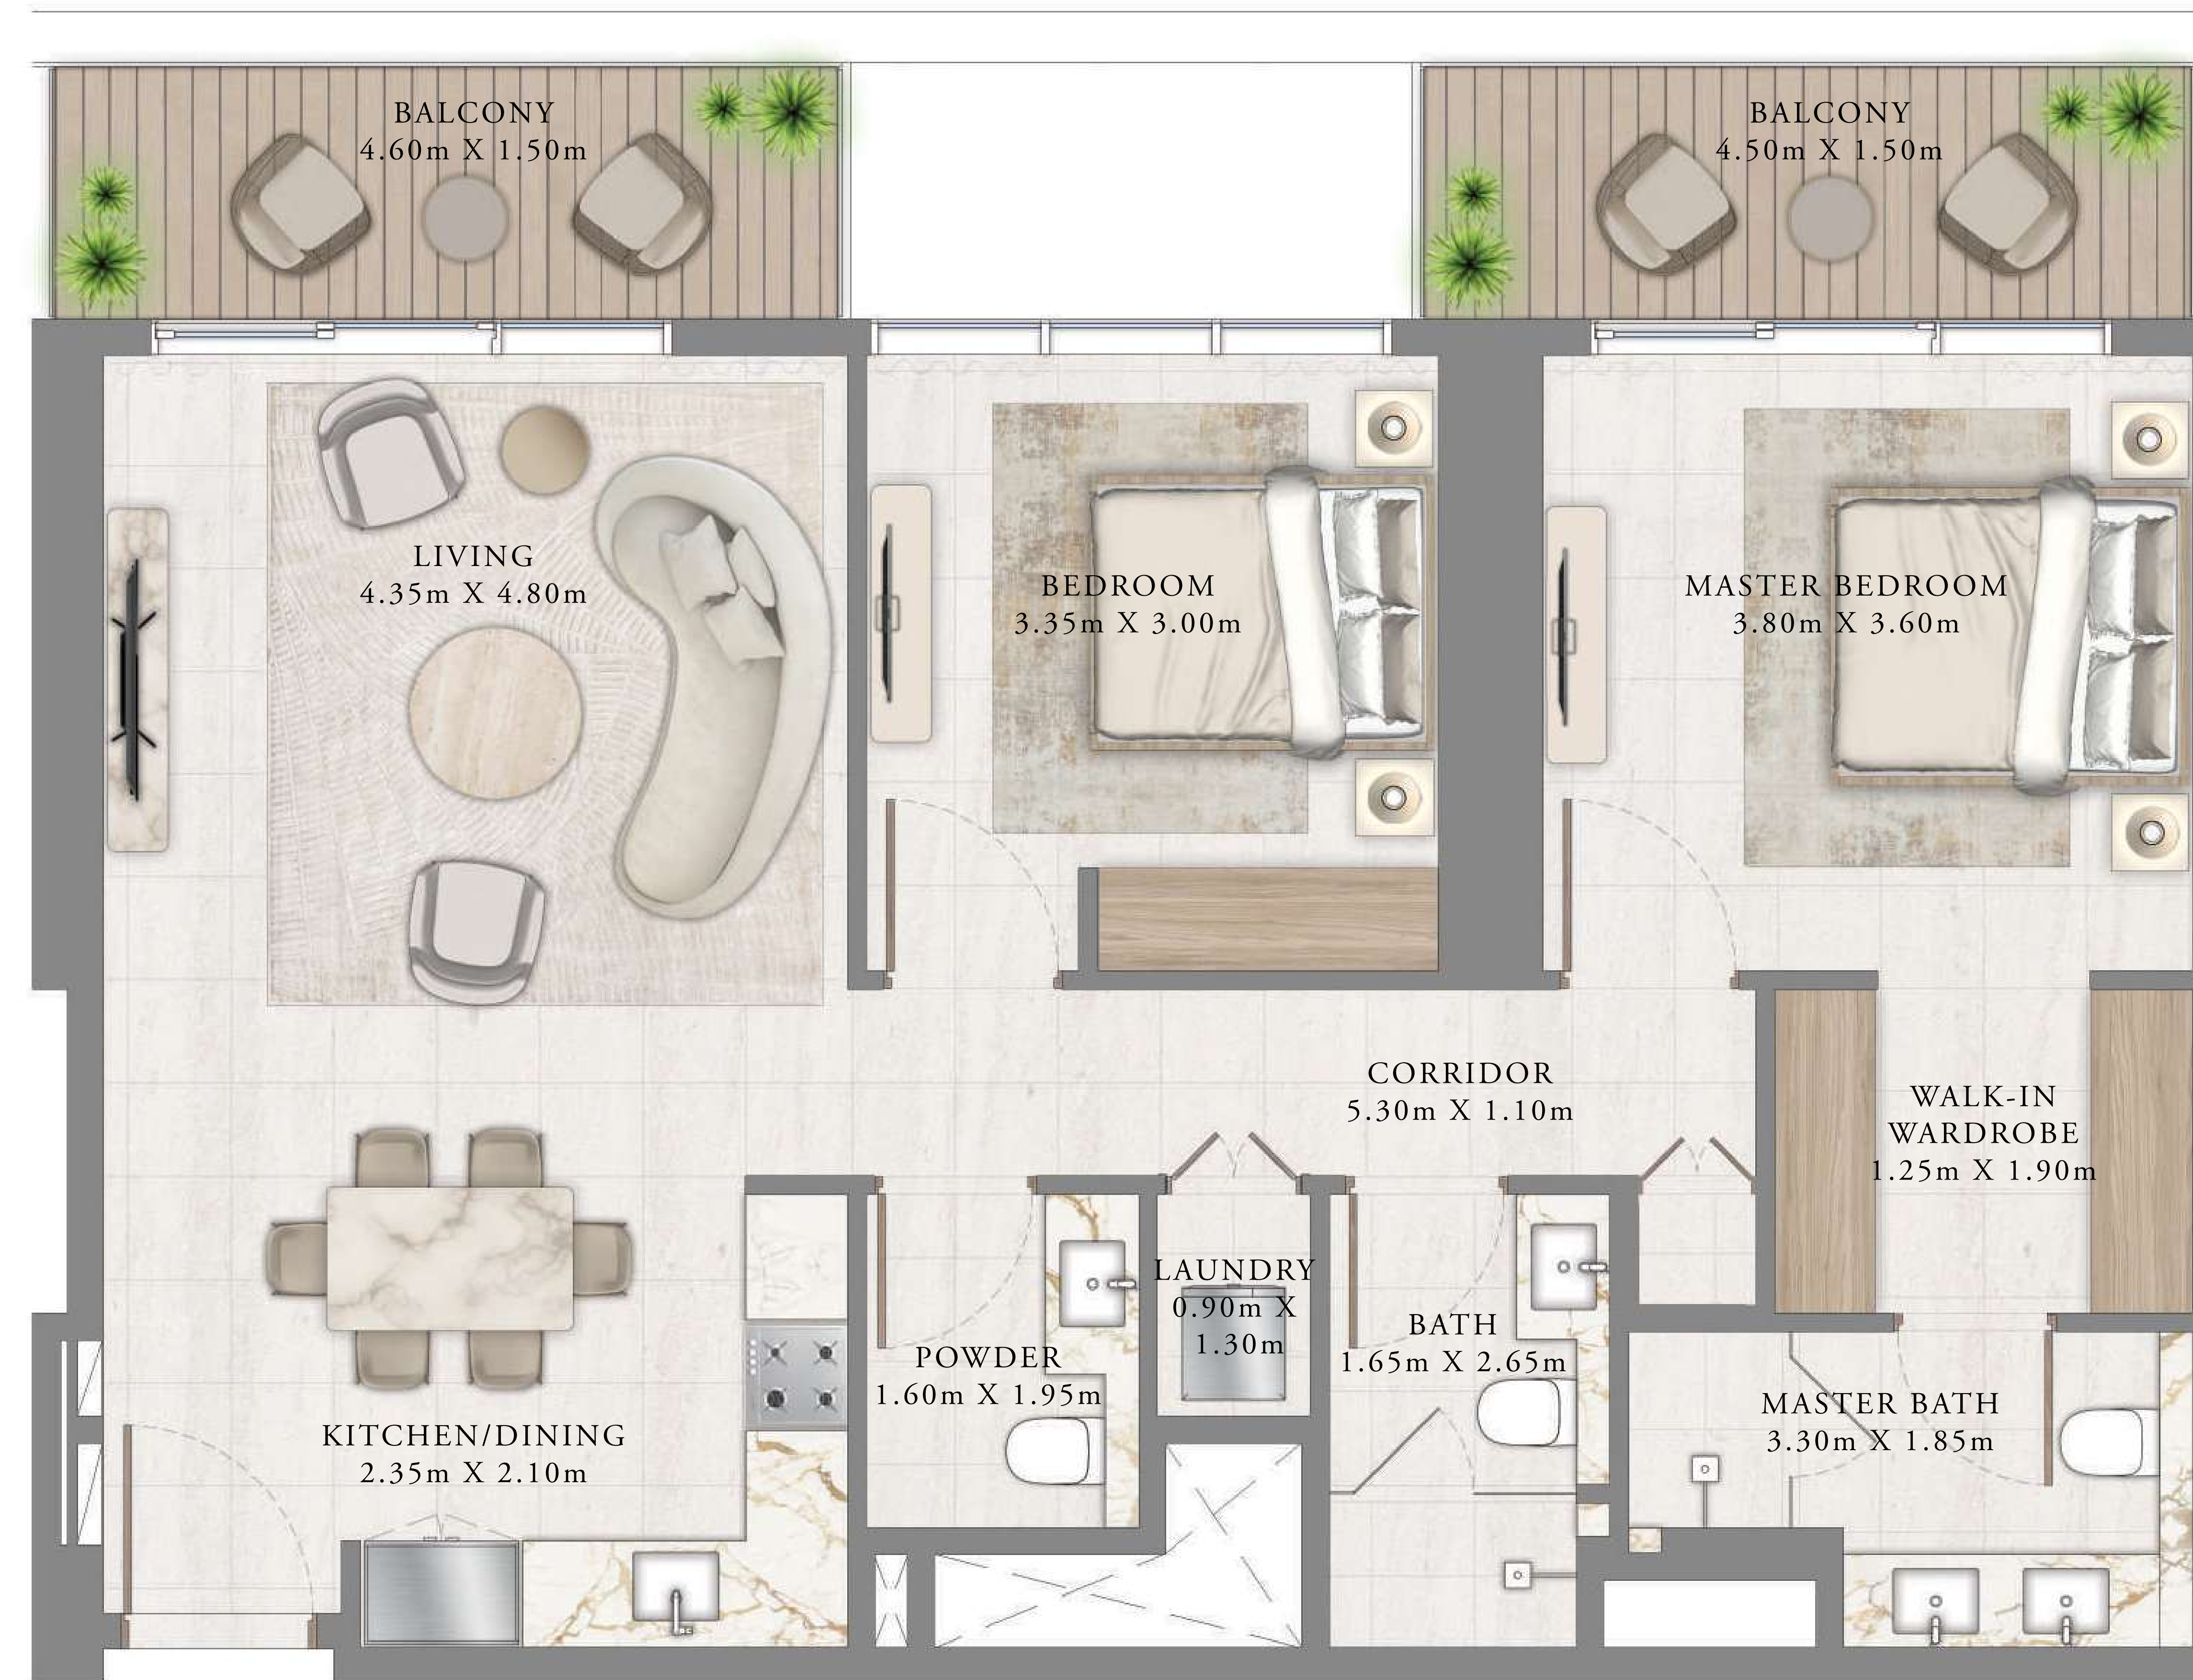 BALCONY
4.60m X 1.50m
BALCONY
4.50m X 1.50m
LIVING
4.35m X 4.80m
BEDROOM
3.35m X 3.00m
MASTER BEDROOM
3.80m X 3.60m
CORRIDOR
5.30m X 1.10m
WALK-IN
WARDROBE
1.25m X 1.90m
LAUNDRY
0.90m X
1.30m
BATH
1.65m X 2.65m
POWDER
1.60m X 1.95m
MASTER BATH
3.30m X 1.85m
KITCHEN/DINING
2.35m X 2.10m